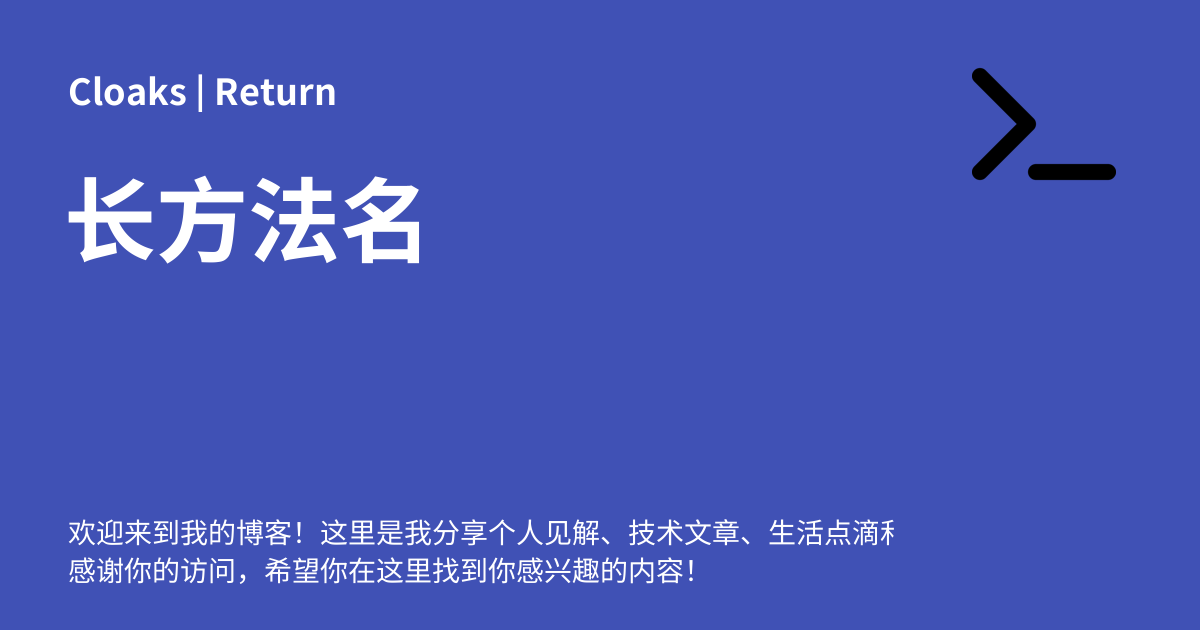 Cloaks | Return
长方法名
欢迎来到我的博客！这里是我分享个人见解、技术文章、生活点滴
感谢你的访问，希望你在这里找到你感兴趣的内容！